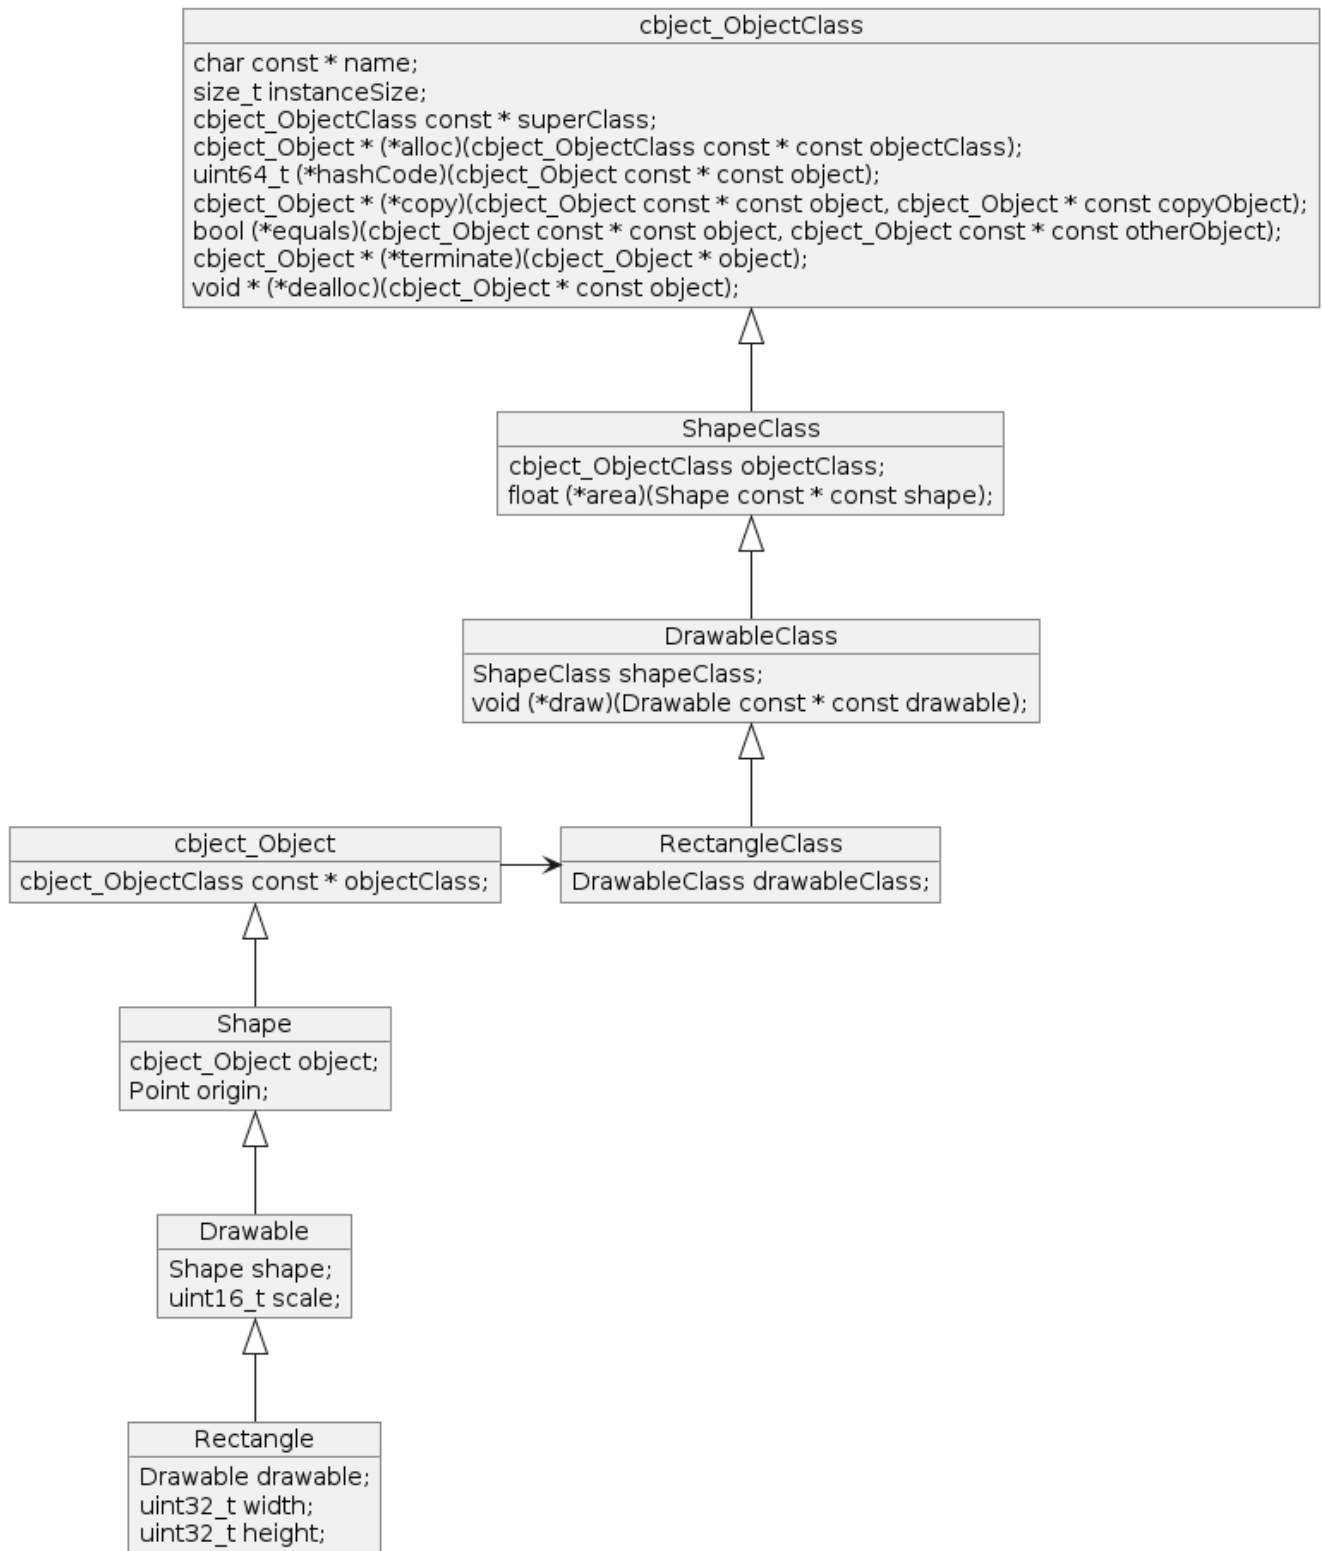 cbject_ObjectClass
char const * name;
size_t instanceSize;
cbject_ObjectClass const * superClass;
cbject_Object * (*alloc)(cbject_ObjectClass const * const objectClass);
uint64_t (*hashCode)(cbject_Object const * const object);
cbject_Object * (*copy)(cbject_Object const * const object, cbject_Object * const copyObject);
bool (*equals)(cbject_Object const * const object, cbject_Object const * const otherObject);
cbject_Object * (*terminate)(cbject_Object * object);
void * (*dealloc)(cbject_Object * const object);
ShapeClass
cbject_ObjectClass objectClass;
float (*area)(Shape const * const shape);
DrawableClass
ShapeClass shapeClass;
void (*draw)(Drawable const * const drawable);
cbject_Object
cbject_ObjectClass const * objectClass;
RectangleClass
DrawableClass drawableClass;
Shape
cbject_Object object;
Point origin;
Drawable
Shape shape;
uint16_t scale;
Rectangle
Drawable drawable;
uint32_t width;
uint32_t height;